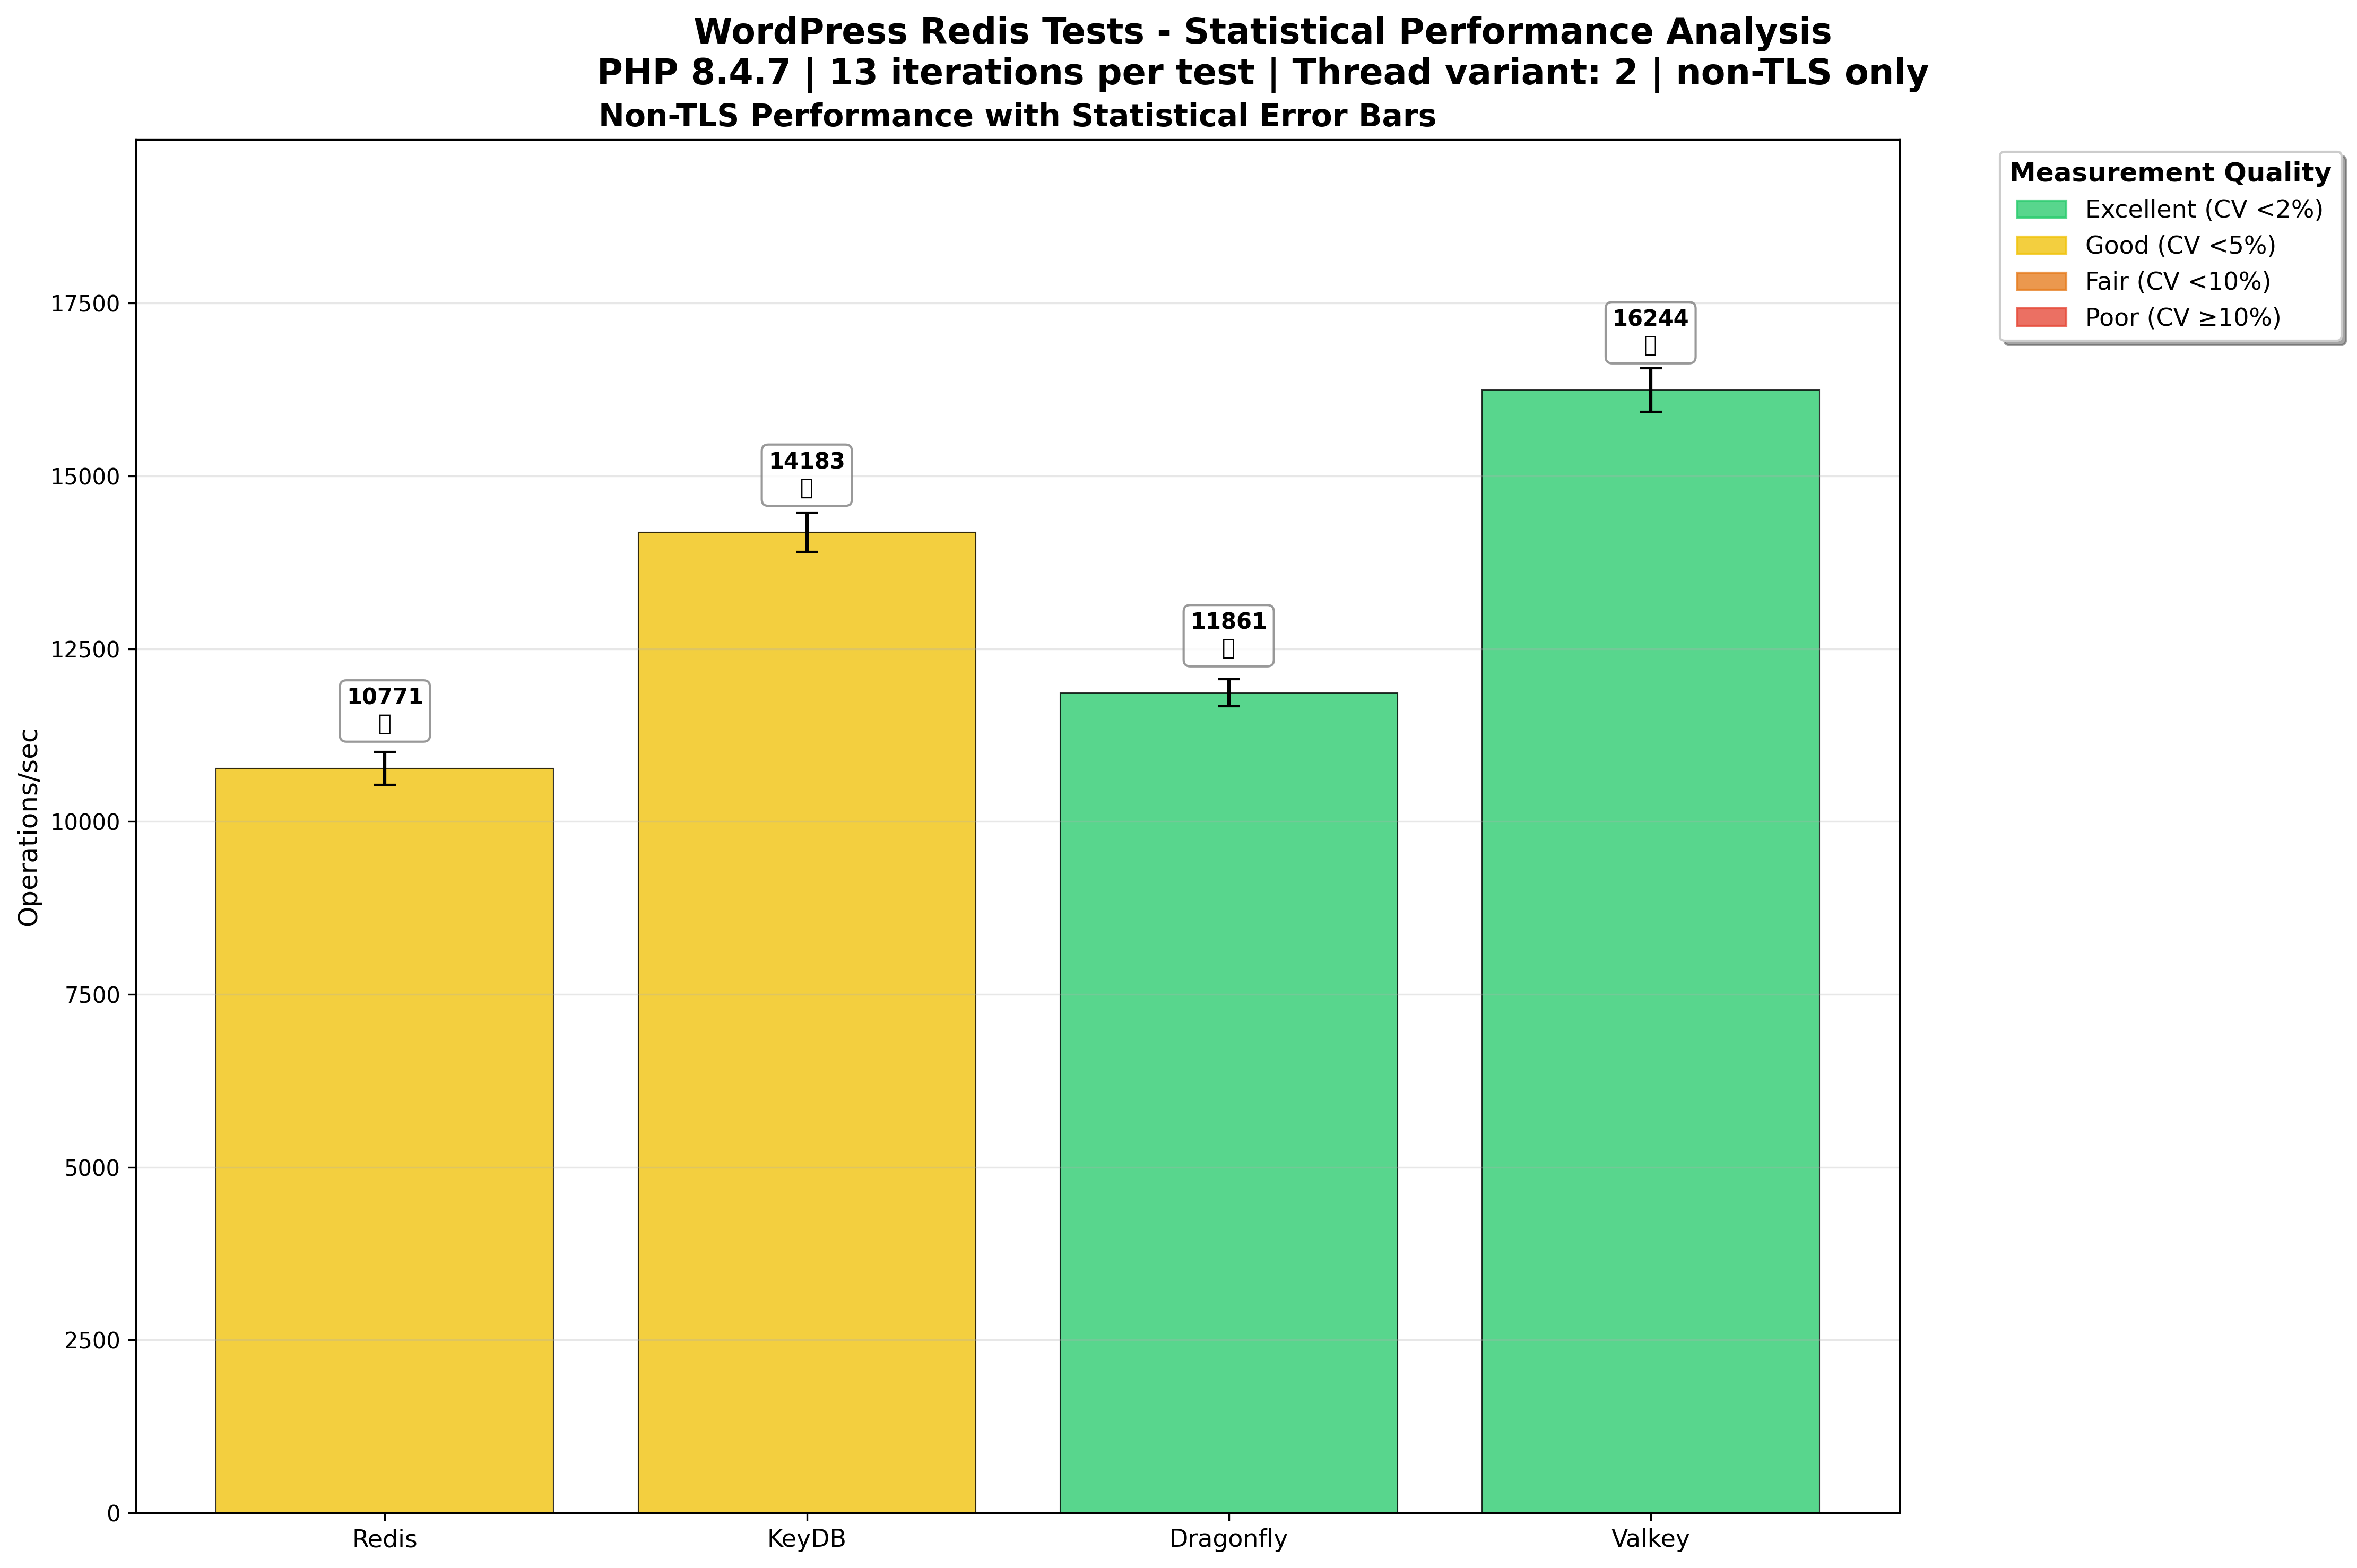 WordPress Redis Tests - Statistical Performance Analysis
PHP 8.4.7 | 13 iterations per test | Thread variant: 2 | non-TLS only
Non-TLS Performance with Statistical Error Bars
Measurement Quality
Excellent (CV <2%)
Good (CV <5%)
Fair (CV <10%)
Poor (CV ≥10%)
Operations/sec
17500
15000
12500
10000
7500
5000
2500
0
10771
14183
11861
16244
Redis
KeyDB
Dragonfly
Valkey